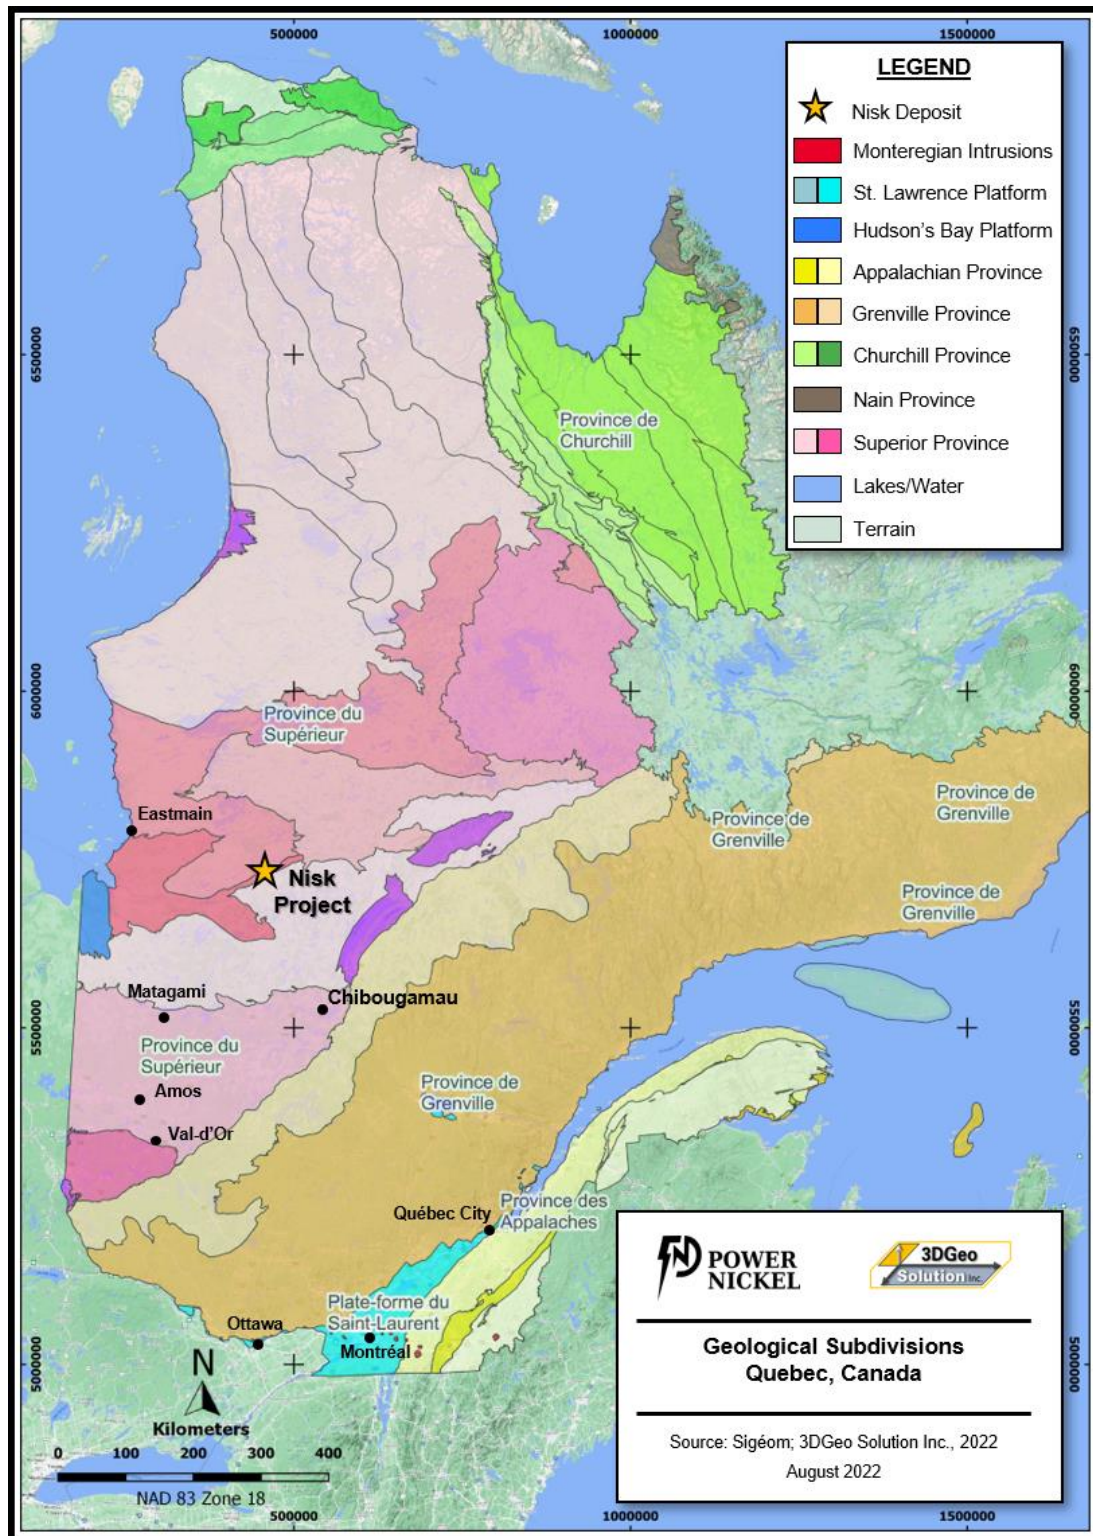 500000
1000000
1500000
LEGEND
Nisk Deposit
Monteregian Intrusions
St. Lawrence Platform
Hudson's Bay Platform
Appalachian Province
Grenville Province
Churchill Province
Nain Province
Superior Province
Lakes/Water
Terrain
6500000
6500000
Province de
Churchill
6000000
6000000
Province du
Supérieur
Eastmain
Province de
Grenville
Province de
Grenville
Nisk
Project
Province de
Grenville
Matagami
Chibougamau
5500000
5500000
Province du
Supérieur
Amos
Province de
Grenville
Val-d'Or
Québec City
Province des
Appalaches
Plate-forme du
Saint-Laurent
Ottawa
Montréal
5000000
5000000
N
Kilometers
0 100 200 300 400
NAD 83 Zone 18
POWER
NICKEL
3DGeo
Solution Inc.
Geological Subdivisions
Quebec, Canada
Source: Sigéom; 3DGeo Solution Inc., 2022
August 2022
500000
1000000
1500000